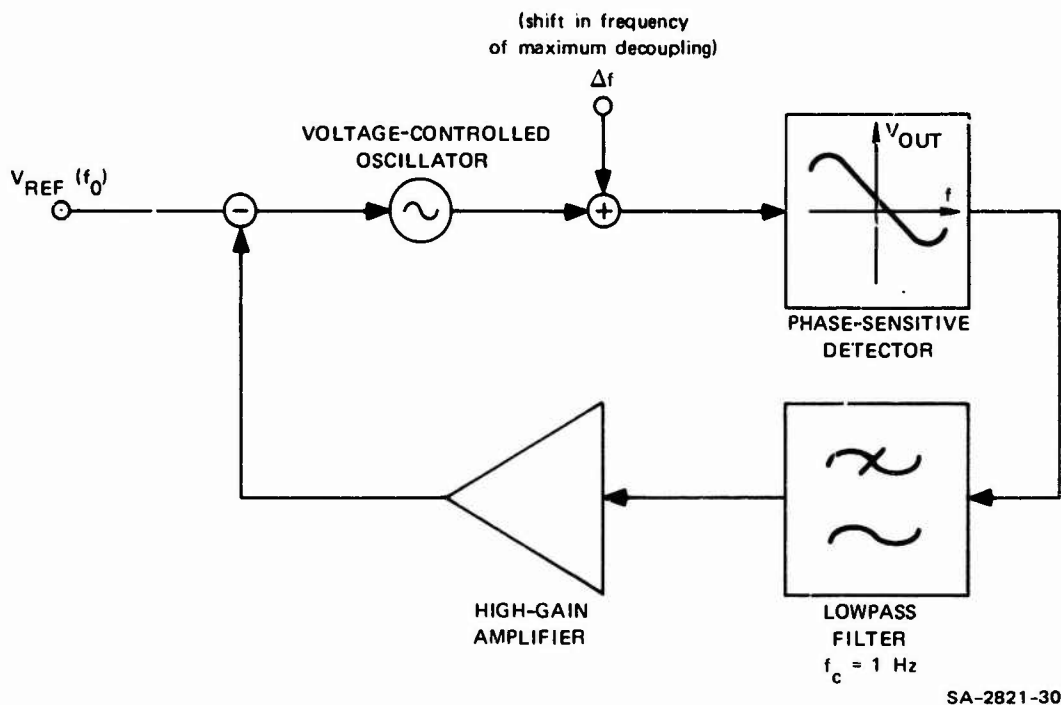 (shift in frequency
of maximum decoupling)
Δf
VOLTAGE-CONTROLLED
OSCILLATOR
V_REF (f_0)
−
+
V_OUT
f
PHASE-SENSITIVE
DETECTOR
HIGH-GAIN
AMPLIFIER
LOWPASS
FILTER
f_c = 1 Hz
SA-2821-30